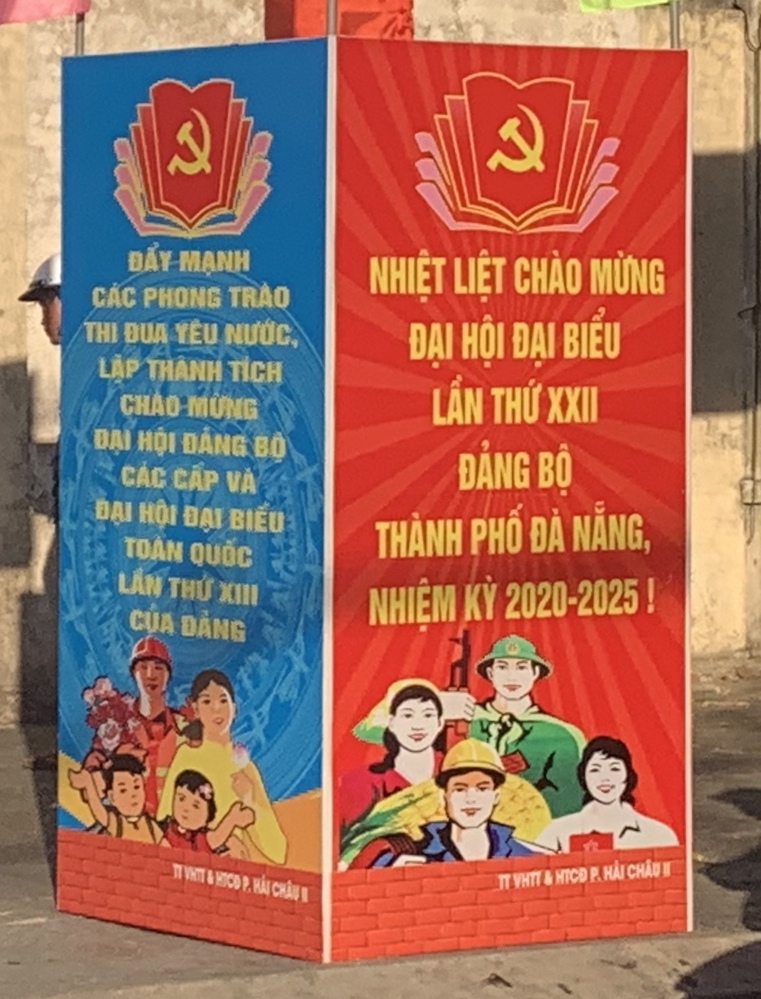 ĐẨY MẠNH
CÁC PHONG TRÀO
THI ĐUA YÊU NƯỚC,
LẬP THÀNH TÍCH
CHÀO MỪNG
ĐẠI HỘI ĐẢNG BỘ
CÁC CẤP VÀ
ĐẠI HỘI ĐẠI BIỂU
TOÀN QUỐC
LẦN THỨ XIII
CỦA ĐẢNG
TT VHTT & HTCĐ P. HẢI CHÂU II
NHIỆT LIỆT CHÀO MỪNG
ĐẠI HỘI ĐẠI BIỂU
LẦN THỨ XXII
ĐẢNG BỘ
THÀNH PHỐ ĐÀ NẴNG,
NHIỆM KỲ 2020-2025 !
TT VHTT & HTCĐ P. HẢI CHÂU II